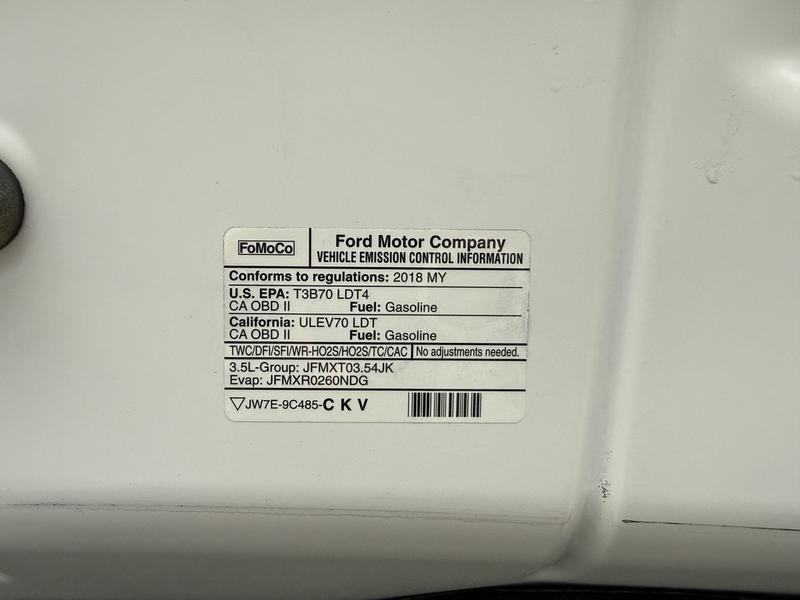 FoMoCo
Ford Motor Company
VEHICLE EMISSION CONTROL INFORMATION
Conforms to regulations: 2018 MY
U.S. EPA: T3B70 LDT4
CA OBD II Fuel: Gasoline
California: ULEV70 LDT
CA OBD II Fuel: Gasoline
TWC/DFI/SFI/WR-HO2S/HO2S/TC/CAC No adjustments needed.
3.5L-Group: JFMXT03.54JK
Evap: JFMXR0260NDG
JW7E-9C485-C K V